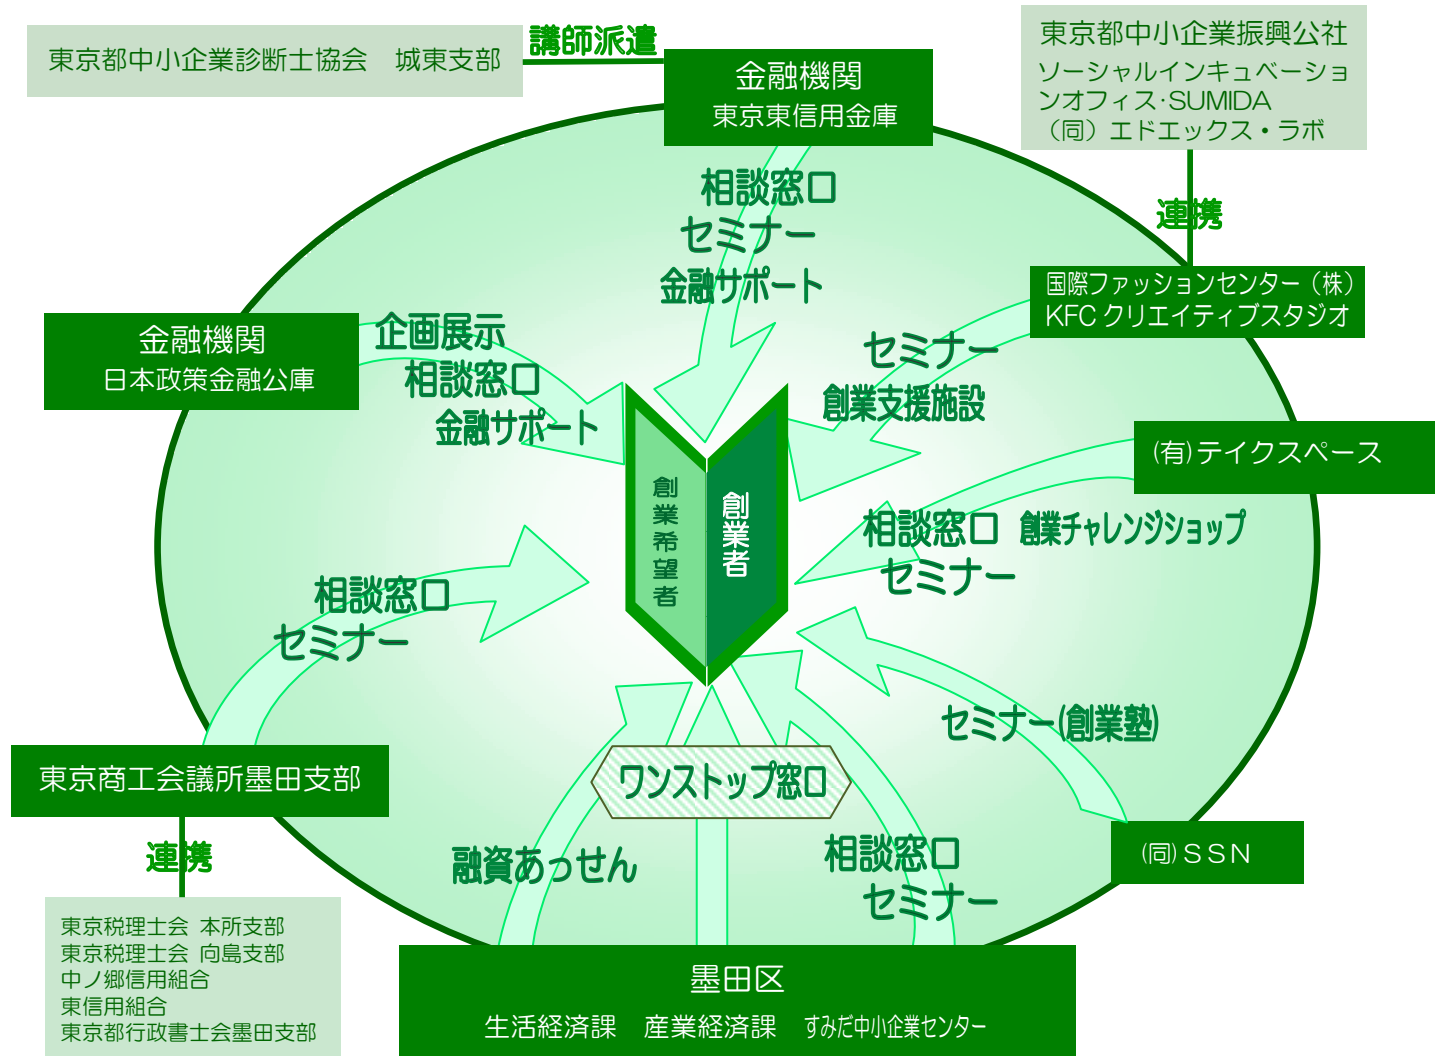 東京都中小企業診断士協会　城東支部
講師派遣
金融機関
東京東信用金庫
東京都中小企業振興公社
ソーシャルインキュベーショ
ンオフィス・SUMIDA
（同）エドエックス・ラボ
連携
相談窓口
セミナー
金融サポート
国際ファッションセンター（株）
KFCクリエイティブスタジオ
セミナー
創業支援施設
金融機関
日本政策金融公庫
企画展示
相談窓口
金融サポート
(有)テイクスペース
相談窓口　創業チャレンジショップ
セミナー
創業希望者
創業者
相談窓口
セミナー
セミナー(創業塾)
(同)ＳＳＮ
ワンストップ窓口
東京商工会議所墨田支部
連携
東京税理士会 本所支部
東京税理士会 向島支部
中ノ郷信用組合
東信用組合
東京都行政書士会墨田支部
融資あっせん
相談窓口
セミナー
墨田区
生活経済課　産業経済課　すみだ中小企業センター